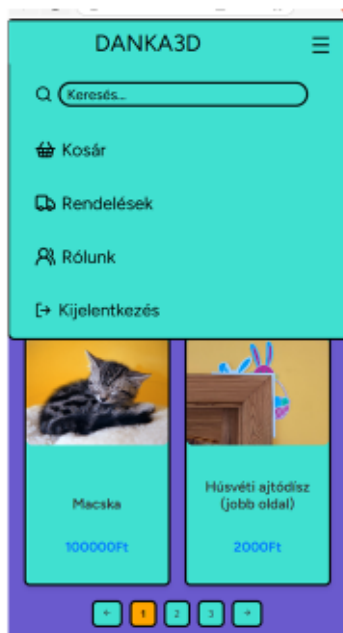 DANKA3D
Keresés...
Kosár
Rendelések
Rólunk
Kijelentkezés
Macska
100000Ft
Húsvéti ajtódísz
(jobb oldal)
2000Ft
← 1 2 3 →